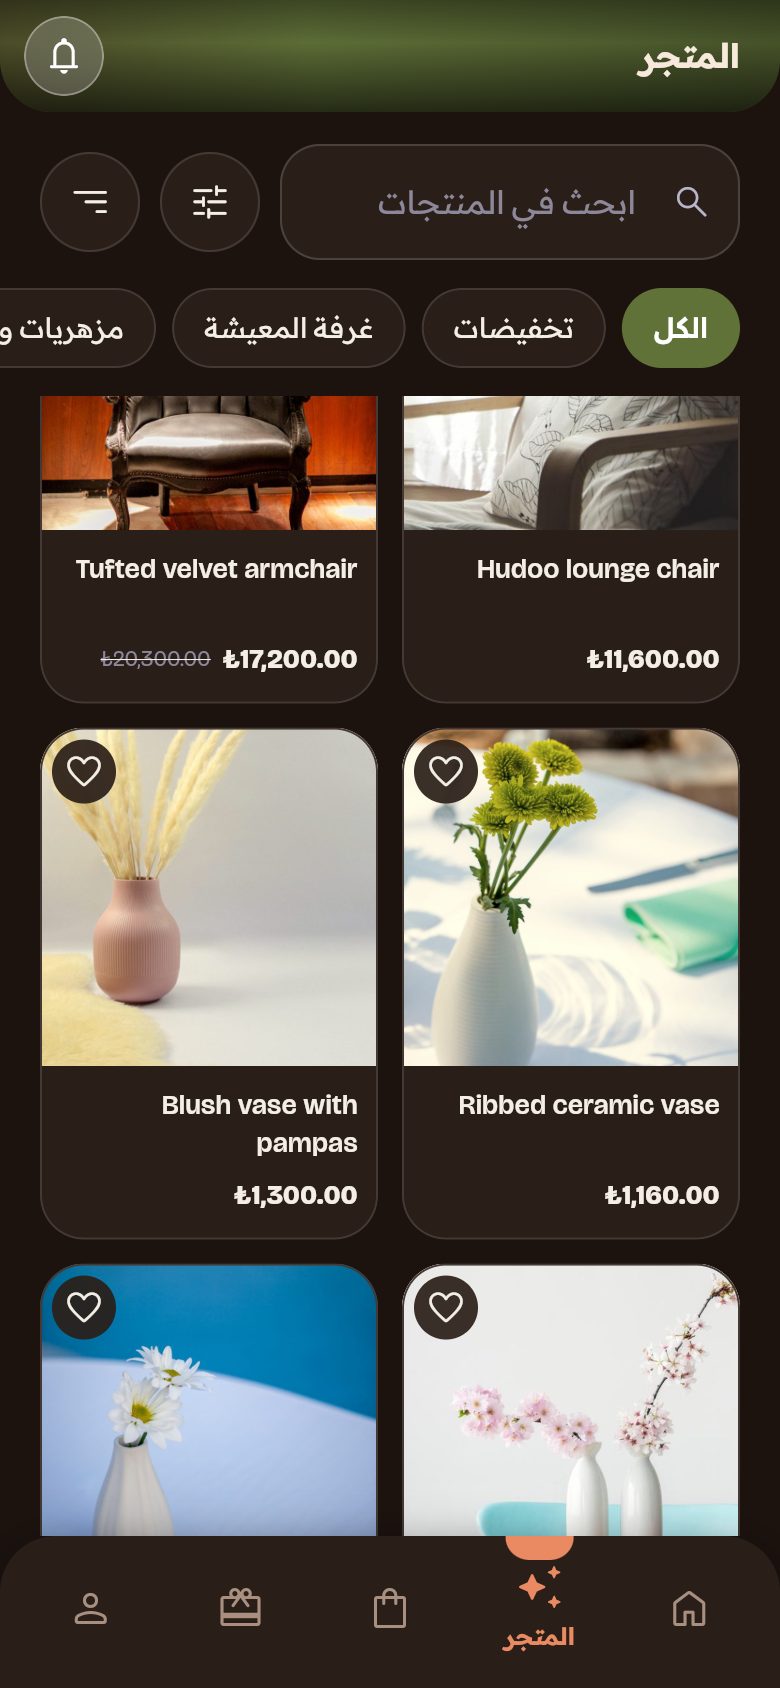 المتجر
ابحث في المنتجات
الكل
تخفيضات
غرفة المعيشة
مزهريات و
Hudoo lounge chair
₺11,600.00
Tufted velvet armchair
₺17,200.00 ₺20,300.00
Ribbed ceramic vase
₺1,160.00
Blush vase with
pampas
₺1,300.00
المتجر